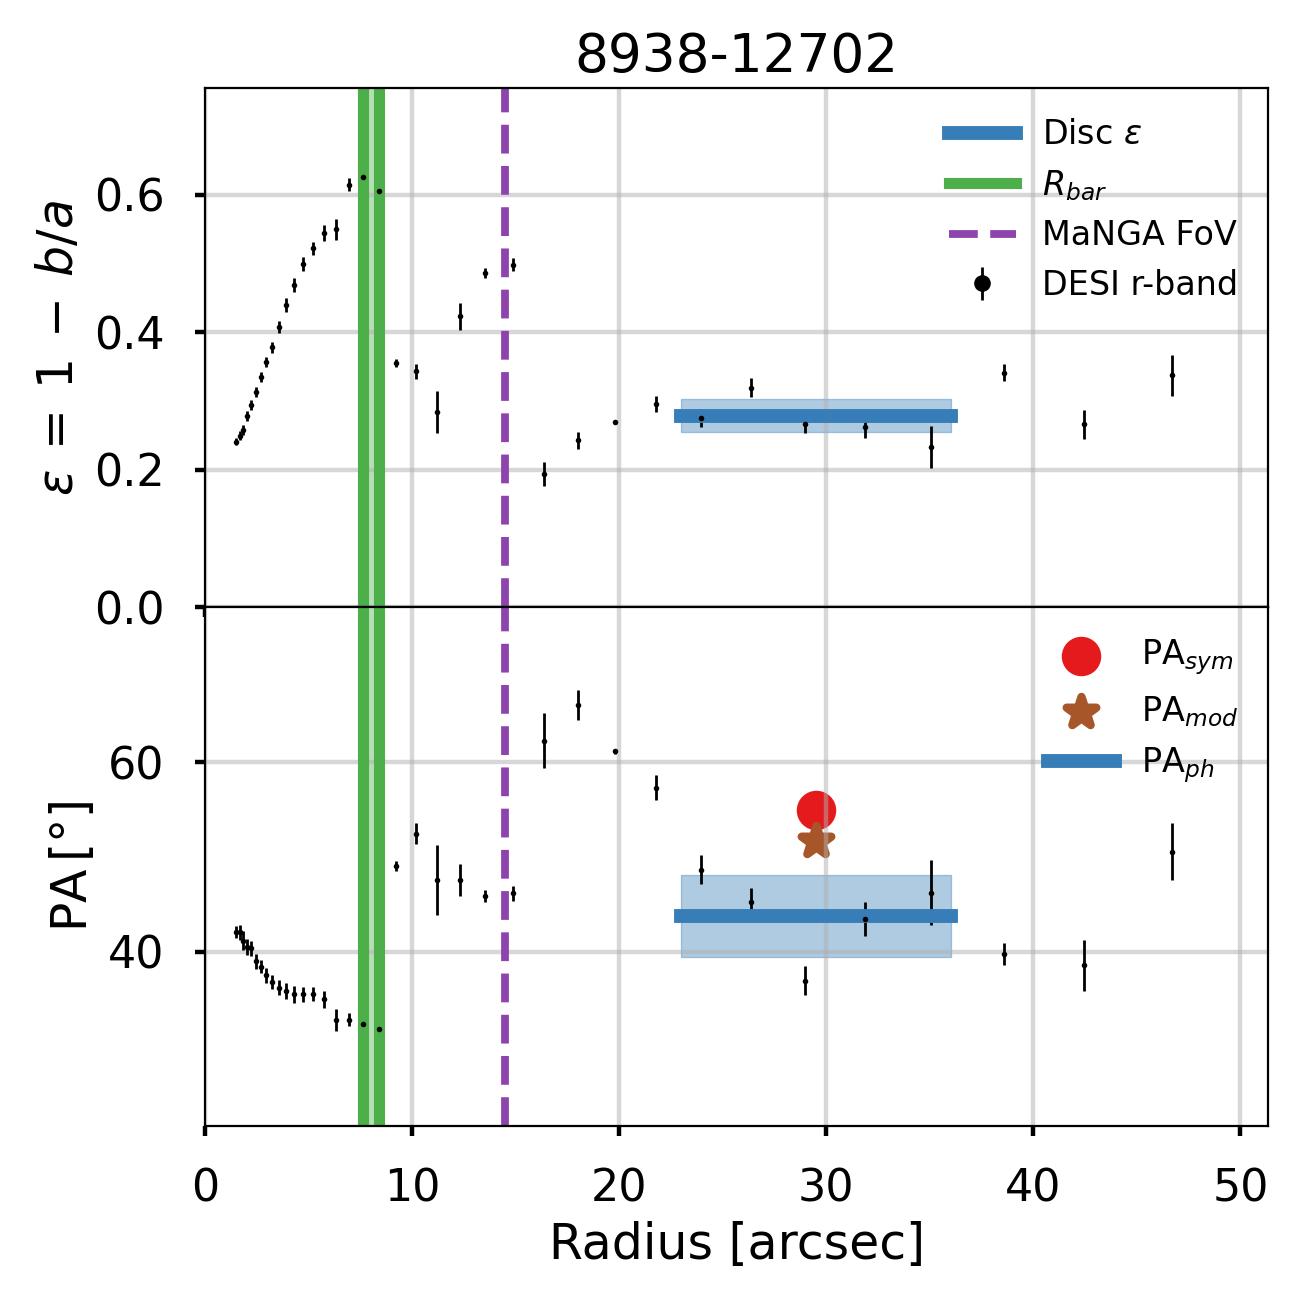 8938-12702
Disc ε
R_bar
MaNGA FoV
DESI r-band
0.6
0.4
0.2
0.0
ε = 1 − b/a
PA_sym
PA_mod
PA_ph
60
40
PA [°]
0 10 20 30 40 50
Radius [arcsec]